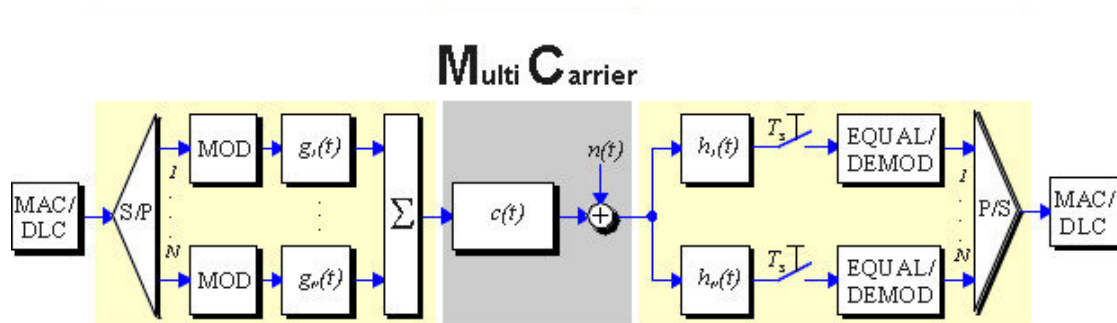 Multi Carrier
MAC/
DLC
S/P
1
N
MOD
MOD
g₁(t)
gₙ(t)
Σ
c(t)
n(t)
+
h₁(t)
hₙ(t)
Tₛ
Tₛ
EQUAL/
DEMOD
EQUAL/
DEMOD
1
N
P/S
MAC/
DLC